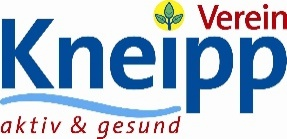 Verein
Kneipp
aktiv & gesund